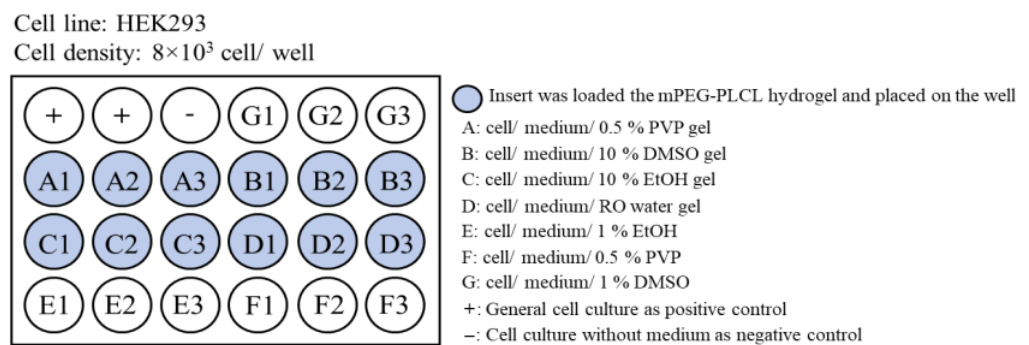 Cell line: HEK293
Cell density: 8×10³ cell/ well
+ + - G1 G2 G3
A1 A2 A3 B1 B2 B3
C1 C2 C3 D1 D2 D3
E1 E2 E3 F1 F2 F3
Insert was loaded the mPEG-PLCL hydrogel and placed on the well
A: cell/ medium/ 0.5 % PVP gel
B: cell/ medium/ 10 % DMSO gel
C: cell/ medium/ 10 % EtOH gel
D: cell/ medium/ RO water gel
E: cell/ medium/ 1 % EtOH
F: cell/ medium/ 0.5 % PVP
G: cell/ medium/ 1 % DMSO
+: General cell culture as positive control
−: Cell culture without medium as negative control